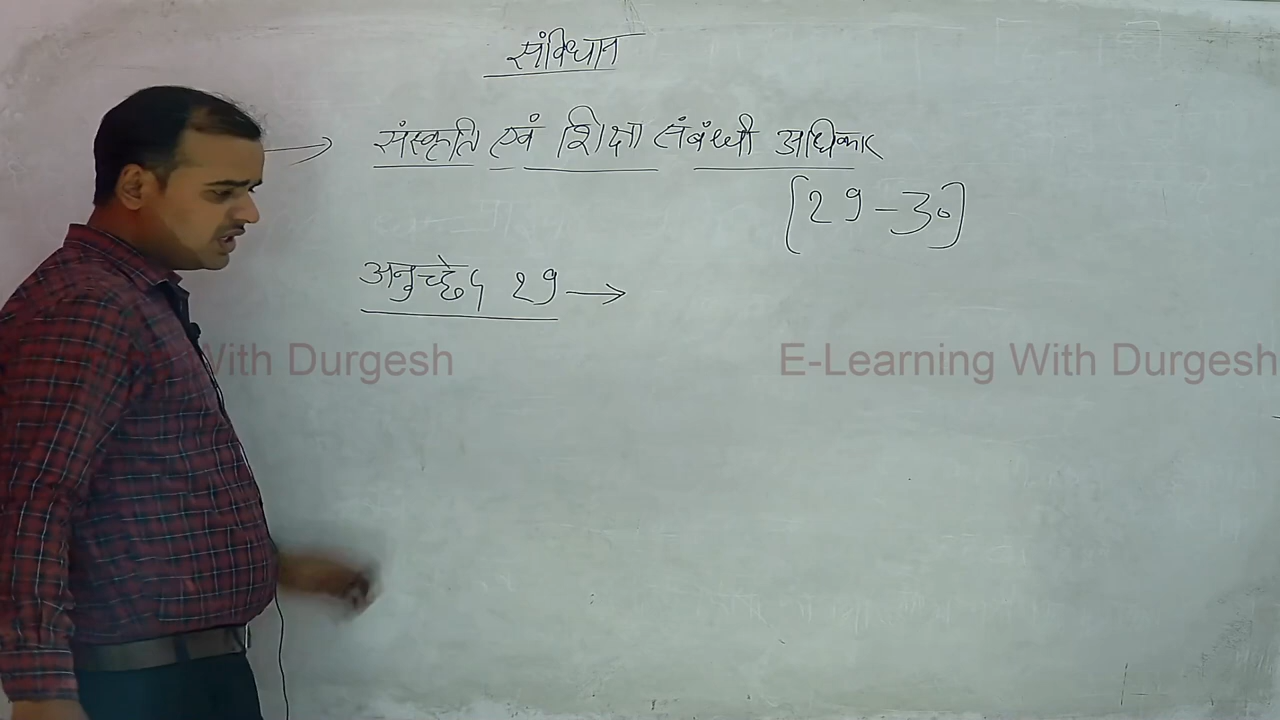 संविधान
→ संस्कृति एवं शिक्षा संबंधी अधिकार
[29-30]
अनुच्छेद 29 →
With Durgesh
E-Learning With Durgesh